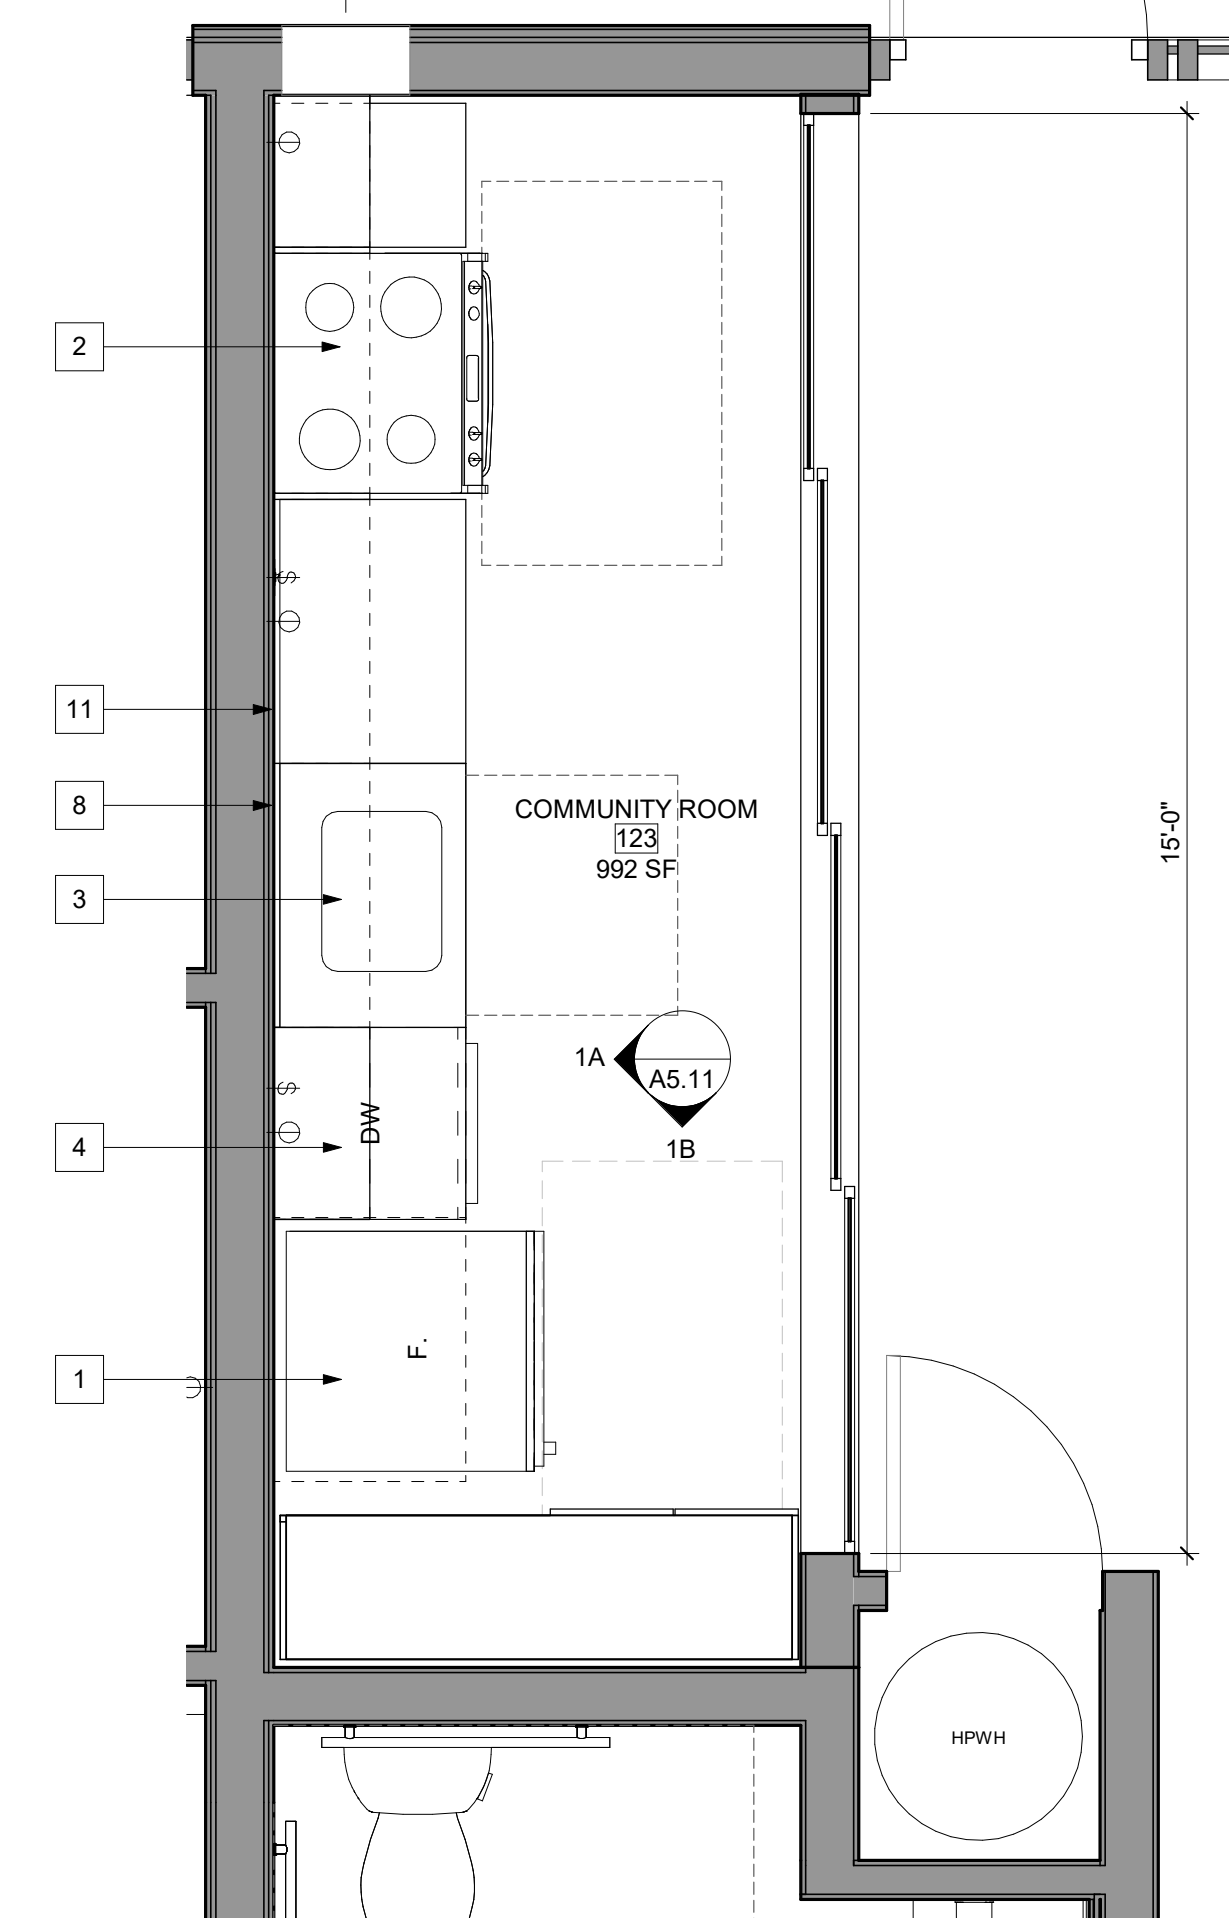 2
11
8
COMMUNITY ROOM
123
992 SF
15'-0"
3
1A
A5.11
1B
4
DW
1
F.
HPWH